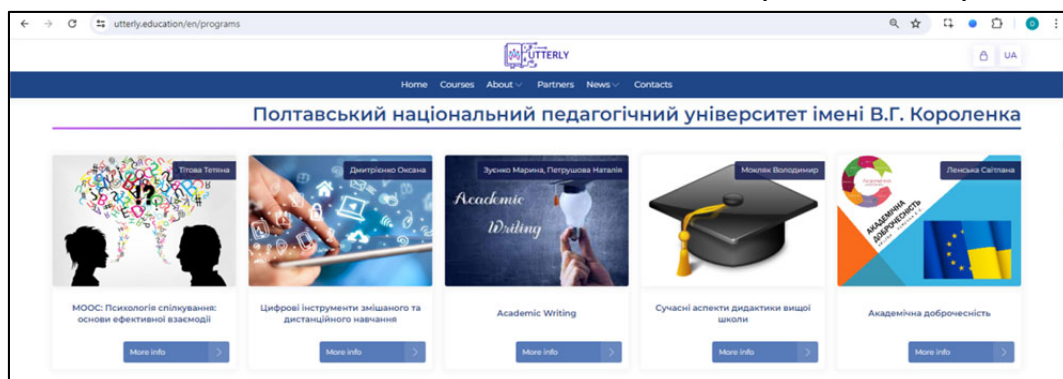 utterly.education/en/programs
UTTERLY
UA
Home Courses About Partners News Contacts
Полтавський національний педагогічний університет імені В.Г. Короленка
Тітова Тетяна
Дмитрієнко Оксана
Зуєнко Марина, Петрушова Наталія
Мокляк Володимир
Ленська Світлана
!?
Academic
Writing
АКАДЕМІЧНА
ДОБРОЧЕСНІСТЬ
МООС: Психологія спілкування:
основи ефективної взаємодії
Цифрові інструменти змішаного та
дистанційного навчання
Academic Writing
Сучасні аспекти дидактики вищої
школи
Академічна доброчесність
More info
More info
More info
More info
More info